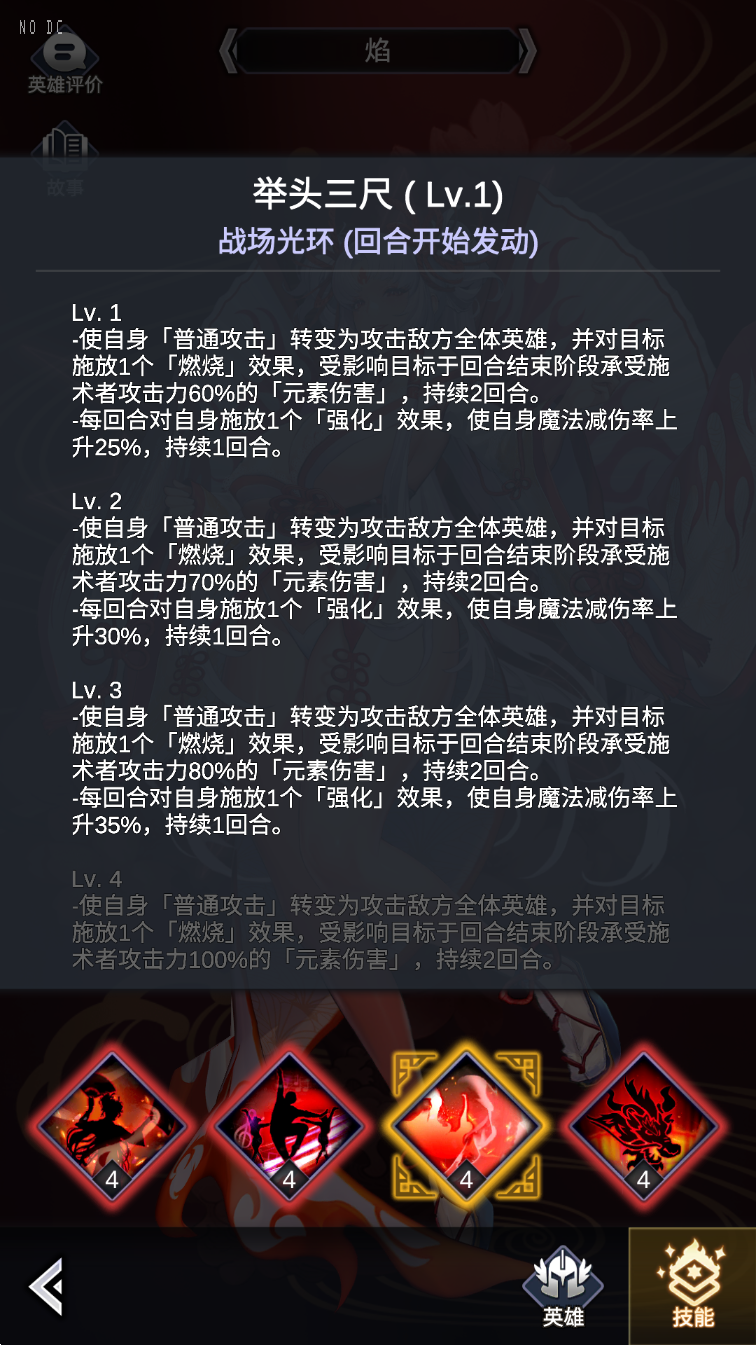 NO DC
英雄评价
焰
故事
举头三尺 ( Lv.1)
战场光环 (回合开始发动)
Lv. 1
-使自身「普通攻击」转变为攻击敌方全体英雄，并对目标
施放1个「燃烧」效果，受影响目标于回合结束阶段承受施
术者攻击力60%的「元素伤害」，持续2回合。
-每回合对自身施放1个「强化」效果，使自身魔法减伤率上
升25%，持续1回合。
Lv. 2
-使自身「普通攻击」转变为攻击敌方全体英雄，并对目标
施放1个「燃烧」效果，受影响目标于回合结束阶段承受施
术者攻击力70%的「元素伤害」，持续2回合。
-每回合对自身施放1个「强化」效果，使自身魔法减伤率上
升30%，持续1回合。
Lv. 3
-使自身「普通攻击」转变为攻击敌方全体英雄，并对目标
施放1个「燃烧」效果，受影响目标于回合结束阶段承受施
术者攻击力80%的「元素伤害」，持续2回合。
-每回合对自身施放1个「强化」效果，使自身魔法减伤率上
升35%，持续1回合。
Lv. 4
-使自身「普通攻击」转变为攻击敌方全体英雄，并对目标
施放1个「燃烧」效果，受影响目标于回合结束阶段承受施
术者攻击力100%的「元素伤害」，持续2回合。
4 4 4 4
英雄 技能